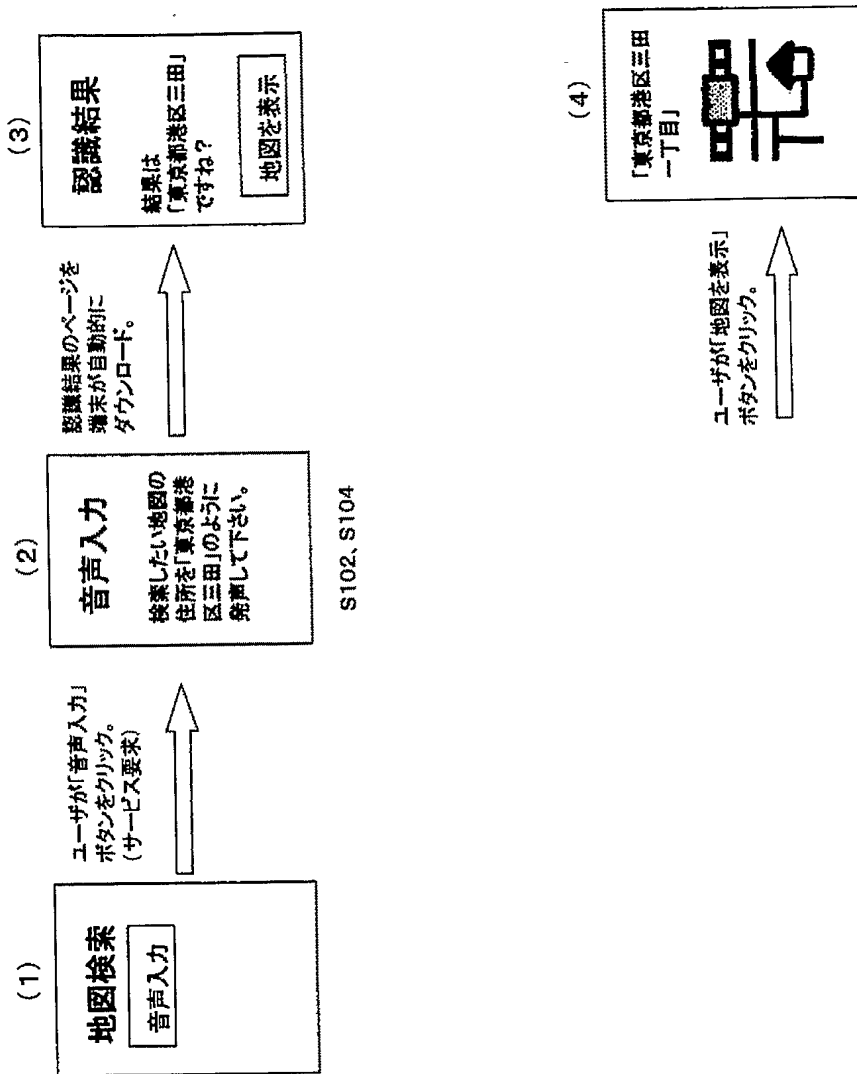 (1)
地図検索
音声入力
ユーザが「音声入力」
ボタンをクリック。
(サービス要求)
(2)
音声入力
検索したい地図の
住所を「東京都港
区三田」のように
発声して下さい。
S102、S104
認識結果のページを
端末が自動的に
ダウンロード。
(3)
認識結果
結果は
「東京都港区三田」
ですね?
地図を表示
ユーザが「地図を表示」
ボタンをクリック。
(4)
「東京都港区三田
一丁目」